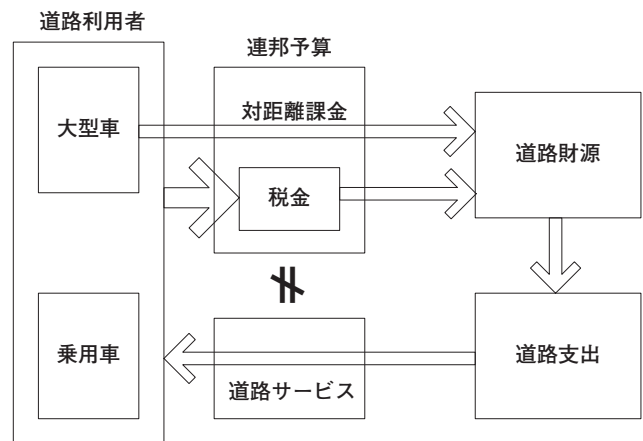 道路利用者
連邦予算
大型車
対距離課金
道路財源
税金
乗用車
道路サービス
道路支出